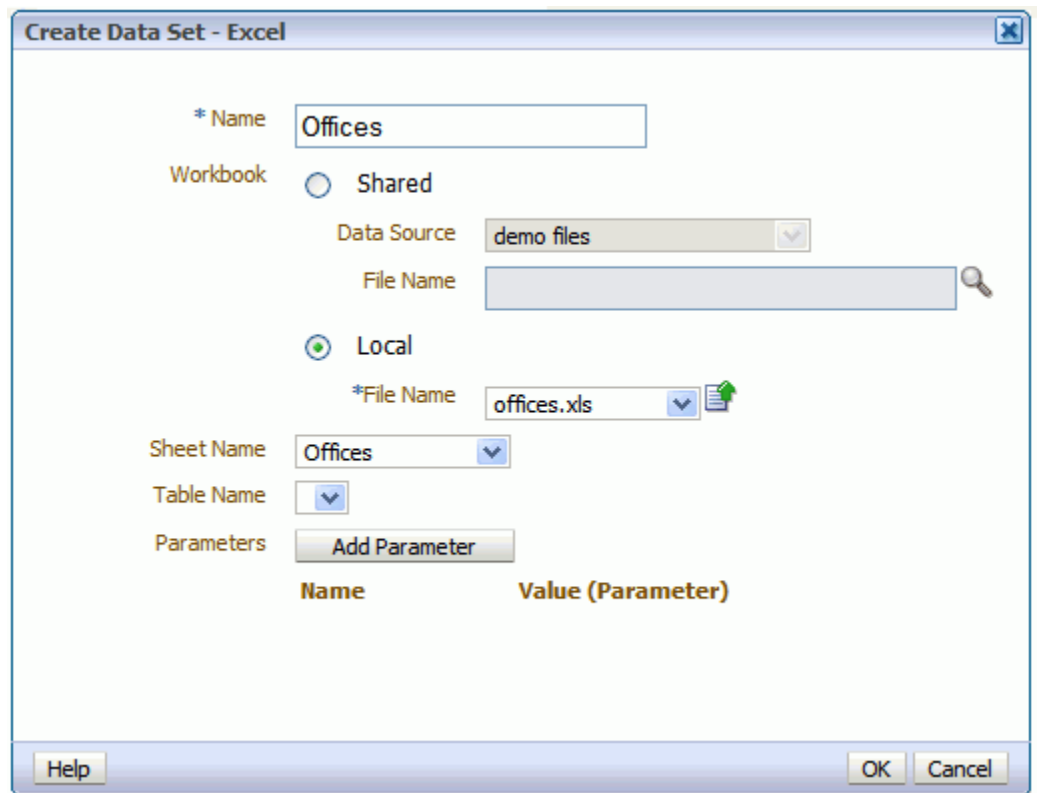 Create Data Set - Excel
* Name Offices
Workbook Shared
Data Source demo files
File Name
Local
*File Name offices.xls
Sheet Name Offices
Table Name
Parameters Add Parameter
Name Value (Parameter)
Help OK Cancel